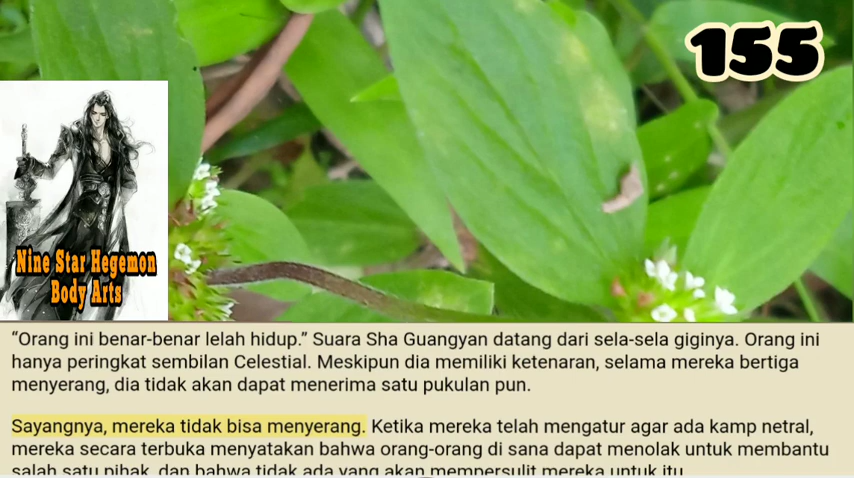 155
Nine Star Hegemon
Body Arts
“Orang ini benar-benar lelah hidup.” Suara Sha Guangyan datang dari sela-sela giginya. Orang ini
hanya peringkat sembilan Celestial. Meskipun dia memiliki ketenaran, selama mereka bertiga
menyerang, dia tidak akan dapat menerima satu pukulan pun.
Sayangnya, mereka tidak bisa menyerang. Ketika mereka telah mengatur agar ada kamp netral,
mereka secara terbuka menyatakan bahwa orang-orang di sana dapat menolak untuk membantu
salah satu pihak, dan bahwa tidak ada yang akan mempersulit mereka untuk itu